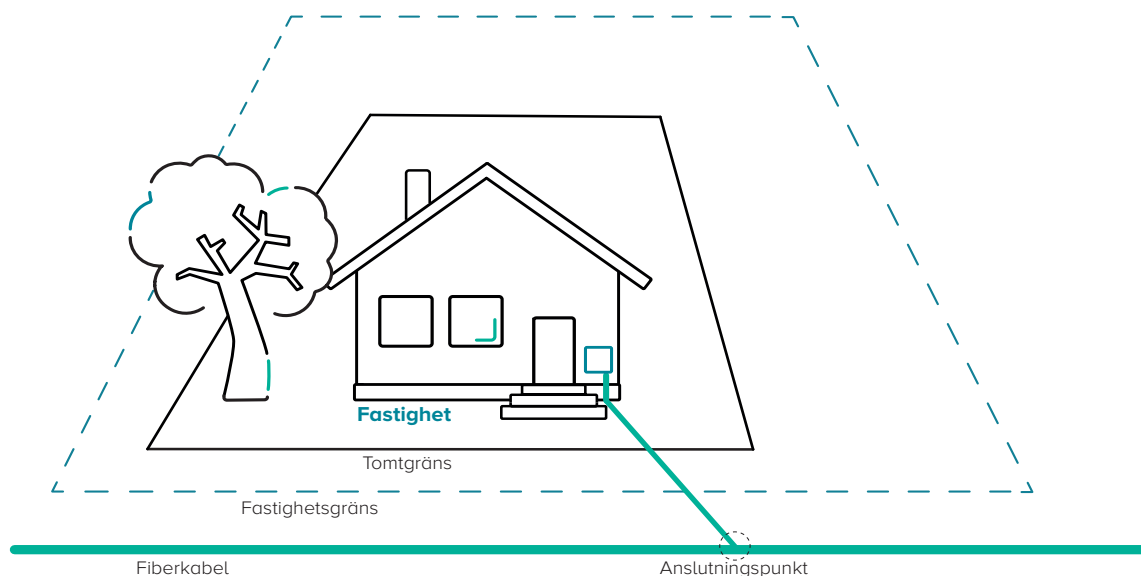 Fastighet
Tomtgräns
Fastighetsgräns
Fiberkabel
Anslutningspunkt